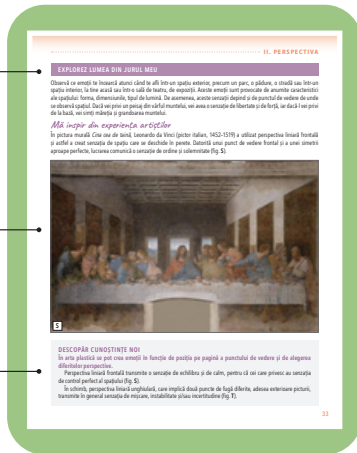 II. PERSPECTIVA
EXPLOREZ LUMEA DIN JURUL MEU
Observă ce emoții te încearcă atunci când te afli într-un spațiu exterior, precum un parc, o pădure, o stradă sau într-un
spațiu interior, la tine acasă sau într-o sală de teatru, de expoziții. Aceste emoții sunt provocate de anumite caracteristici
ale spațiului: forma, dimensiunile, tipul de lumină. De asemenea, aceste senzații depind și de punctul de vedere de unde
se observă spațiul. Dacă vei privi un peisaj din vârful muntelui, vei avea o senzație de libertate și de forță, iar dacă îl vei privi
de la bază, vei simți măreția și grandoarea muntelui.
Mă inspir din experiența artiștilor
În pictura murală Cina cea de taină, Leonardo da Vinci (pictor italian, 1452-1519) a utilizat perspectiva liniară frontală
și astfel a creat senzația de spațiu care se deschide în perete. Datorită unui punct de vedere frontal și a unei simetrii
aproape perfecte, lucrarea comunică o senzație de ordine și solemnitate (fig. 5).
5
DESCOPĂR CUNOȘTINȚE NOI
În arta plastică se pot crea emoții în funcție de poziția pe pagină a punctului de vedere și de alegerea
diferitelor perspective.
Perspectiva liniară frontală transmite o senzație de echilibru și de calm, pentru că cei care privesc au senzația
de control perfect al spațiului (fig. 5).
În schimb, perspectiva liniară unghiulară, care implică două puncte de fugă diferite, adesea exterioare picturii,
transmite în general senzația de mișcare, instabilitate și/sau incertitudine (fig. 1).
33